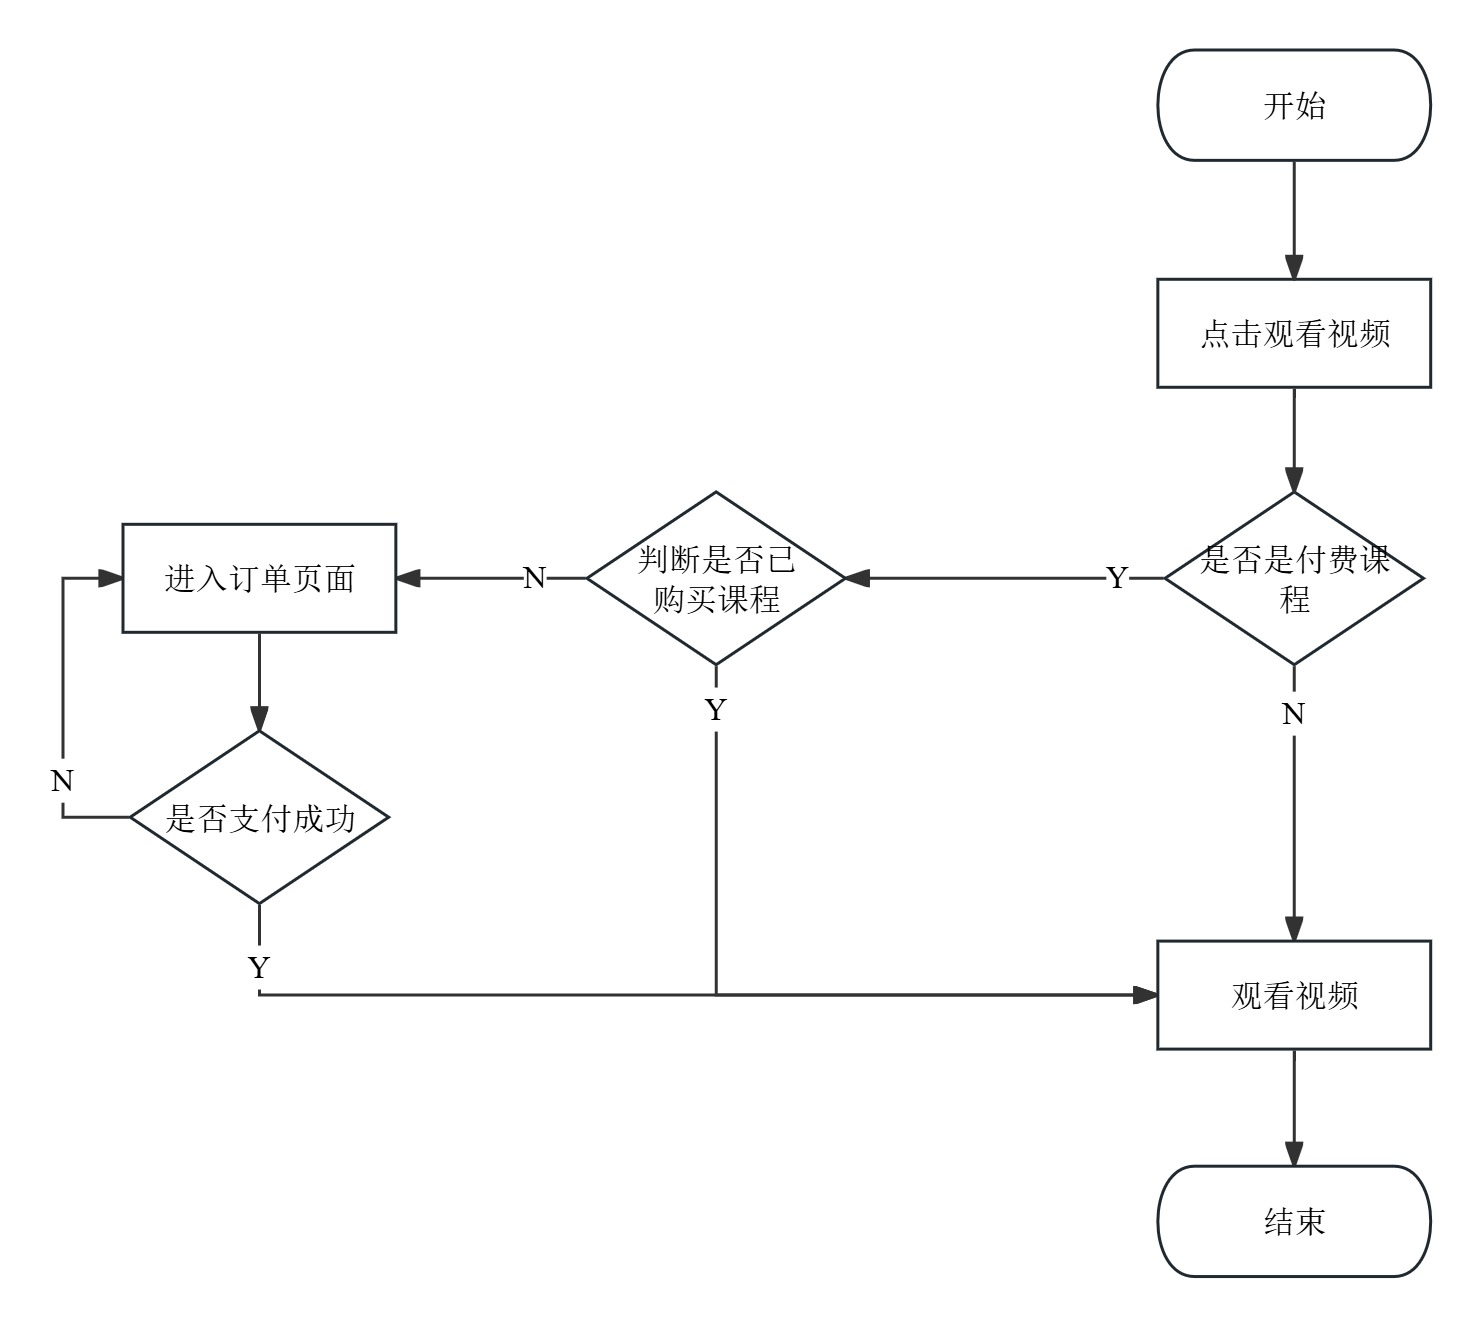 开始
点击观看视频
是否是付费课
程
Y
判断是否已
购买课程
N
进入订单页面
Y
N
是否支付成功
N
Y
观看视频
结束